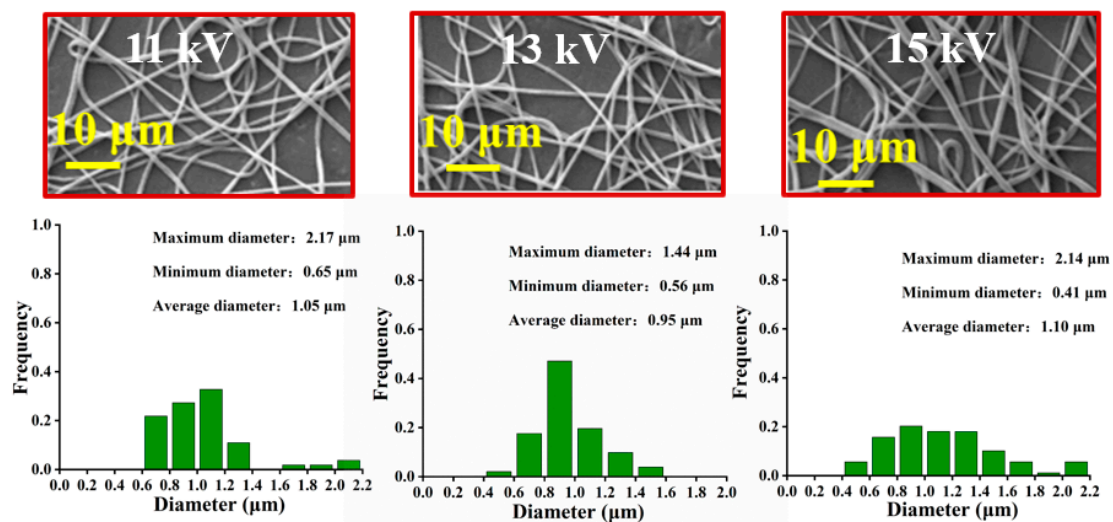 11 kV
10 µm
13 kV
10 µm
15 kV
10 µm
Maximum diameter：2.17 µm
Minimum diameter：0.65 µm
Average diameter：1.05 µm
Frequency
1.0
0.8
0.6
0.4
0.2
0.0
0.0 0.2 0.4 0.6 0.8 1.0 1.2 1.4 1.6 1.8 2.0 2.2
Diameter (µm)
Maximum diameter：1.44 µm
Minimum diameter：0.56 µm
Average diameter：0.95 µm
Frequency
1.0
0.8
0.6
0.4
0.2
0.0
0.0 0.2 0.4 0.6 0.8 1.0 1.2 1.4 1.6 1.8 2.0
Diameter (µm)
Maximum diameter：2.14 µm
Minimum diameter：0.41 µm
Average diameter：1.10 µm
Frequency
1.0
0.8
0.6
0.4
0.2
0.0
0.0 0.2 0.4 0.6 0.8 1.0 1.2 1.4 1.6 1.8 2.0 2.2
Diameter (µm)